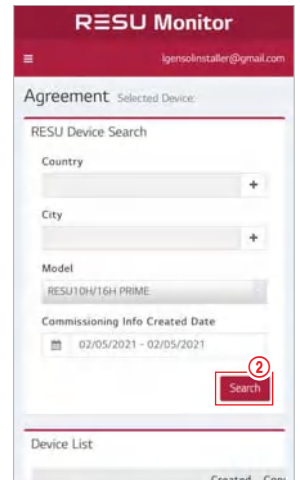 RESU Monitor
lgensolinstaller@gmail.com
Agreement Selected Device:
RESU Device Search
Country
+
City
+
Model
RESU10H/16H PRIME
Commissioning Info Created Date
02/05/2021 - 02/05/2021
②
Search
Device List
Created Copy